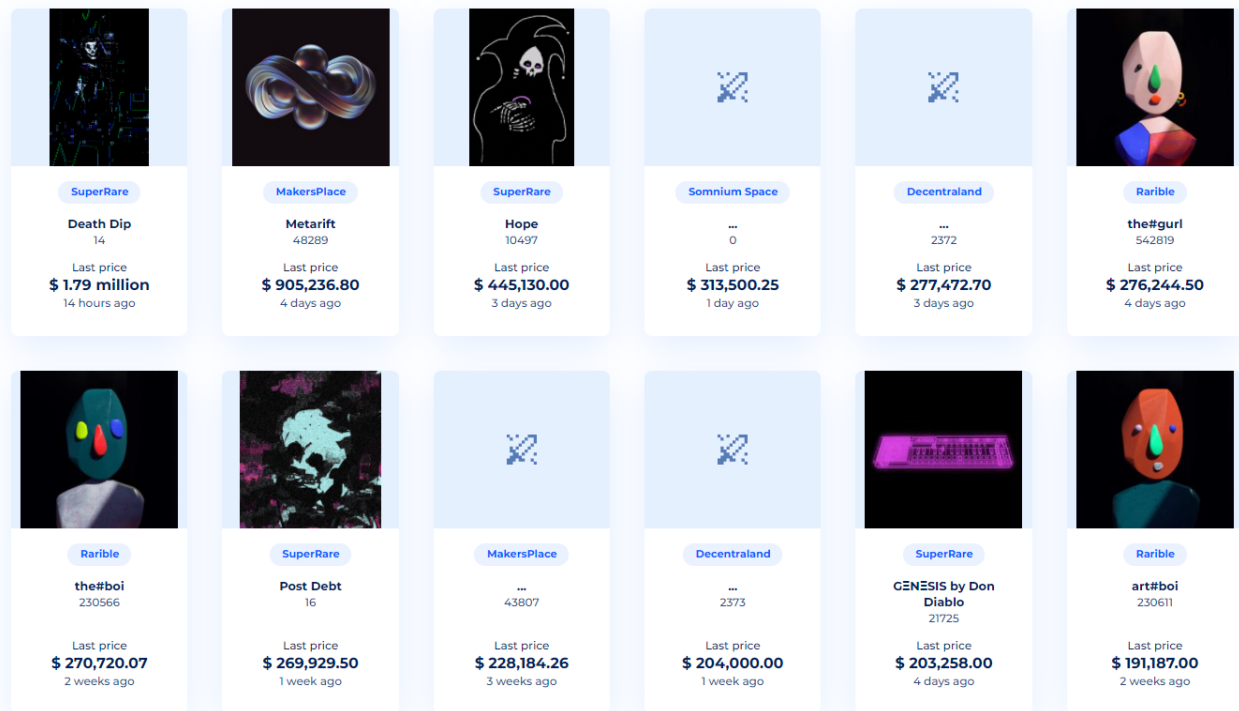 SuperRare
Death Dip
14
Last price
$ 1.79 million
14 hours ago
MakersPlace
Metarift
48289
Last price
$ 905,236.80
4 days ago
SuperRare
Hope
10497
Last price
$ 445,130.00
3 days ago
Somnium Space
...
0
Last price
$ 313,500.25
1 day ago
Decentraland
...
2372
Last price
$ 277,472.70
3 days ago
Rarible
the#gurl
542819
Last price
$ 276,244.50
4 days ago
Rarible
the#boi
230566
Last price
$ 270,720.07
2 weeks ago
SuperRare
Post Debt
16
Last price
$ 269,929.50
1 week ago
MakersPlace
...
43807
Last price
$ 228,184.26
3 weeks ago
Decentraland
...
2373
Last price
$ 204,000.00
1 week ago
SuperRare
GΞNΞSIS by Don
Diablo
21725
Last price
$ 203,258.00
4 days ago
Rarible
art#boi
230611
Last price
$ 191,187.00
2 weeks ago